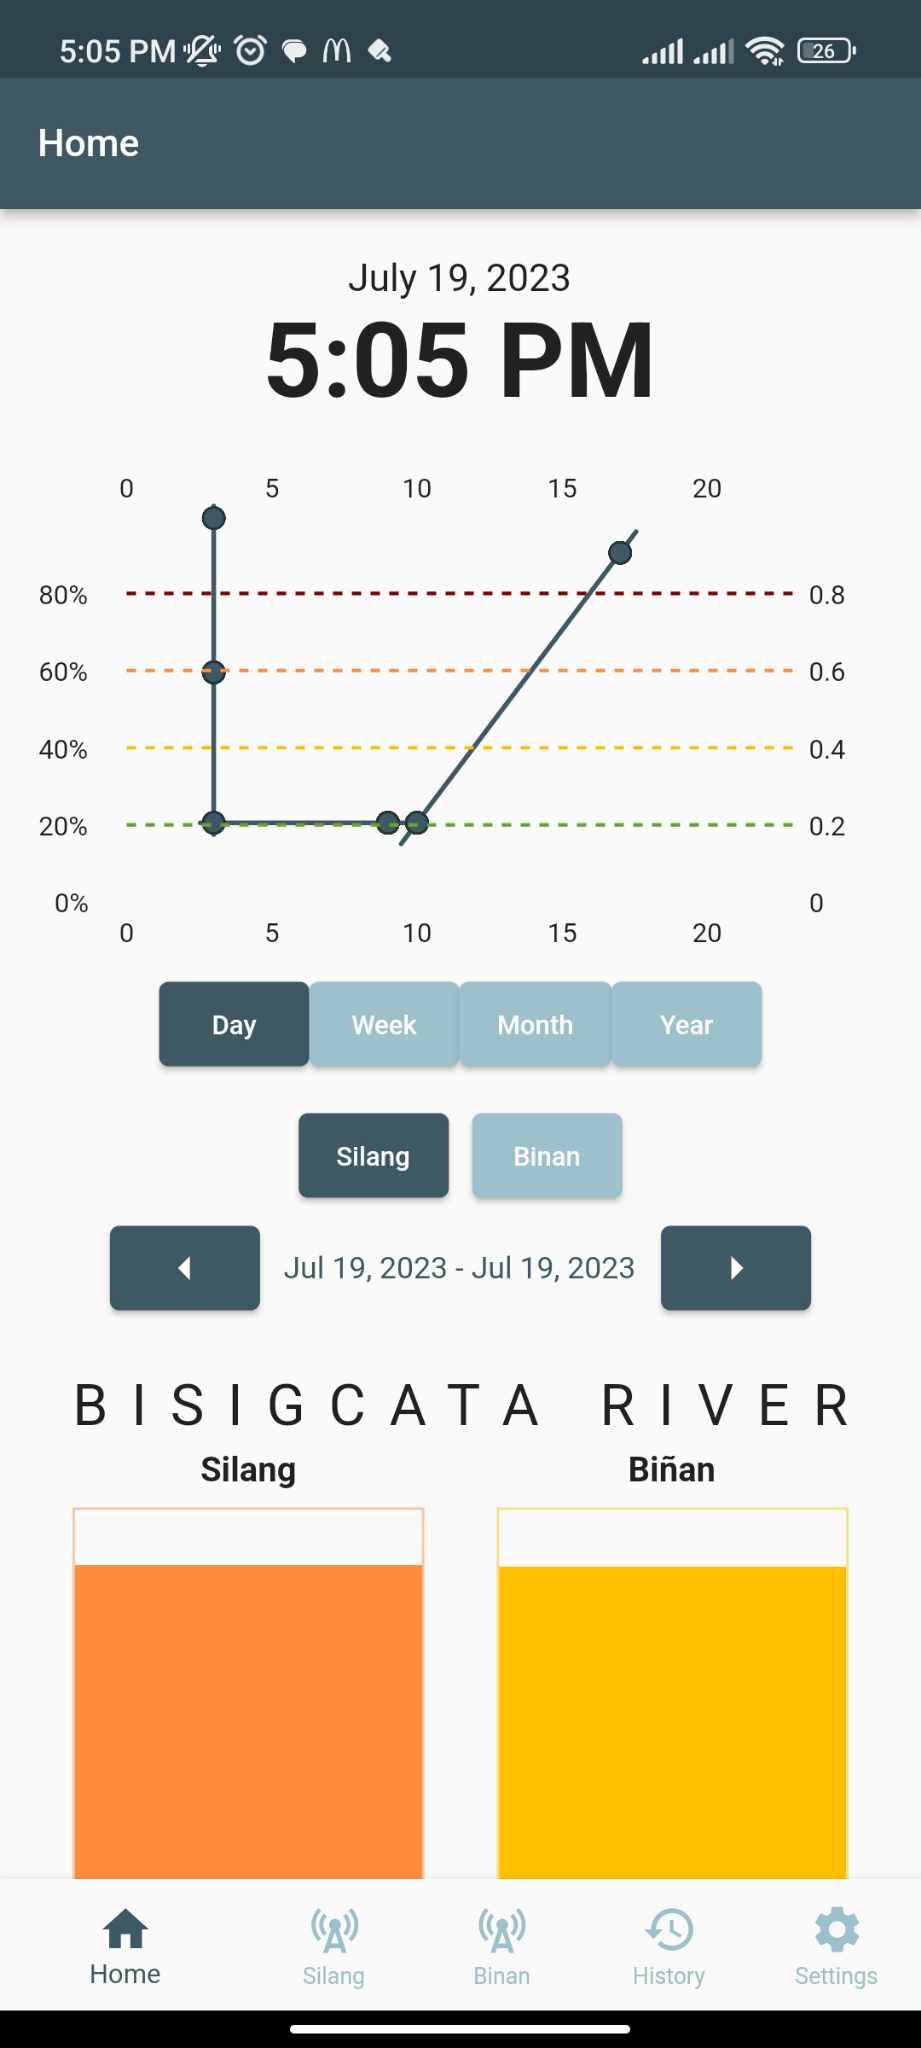 5:05 PM 26
Home
July 19, 2023
5:05 PM
0 5 10 15 20
80% 0.8
60% 0.6
40% 0.4
20% 0.2
0% 0
0 5 10 15 20
Day Week Month Year
Silang Binan
Jul 19, 2023 - Jul 19, 2023
BISIGCATA RIVER
Silang Biñan
Home Silang Binan History Settings